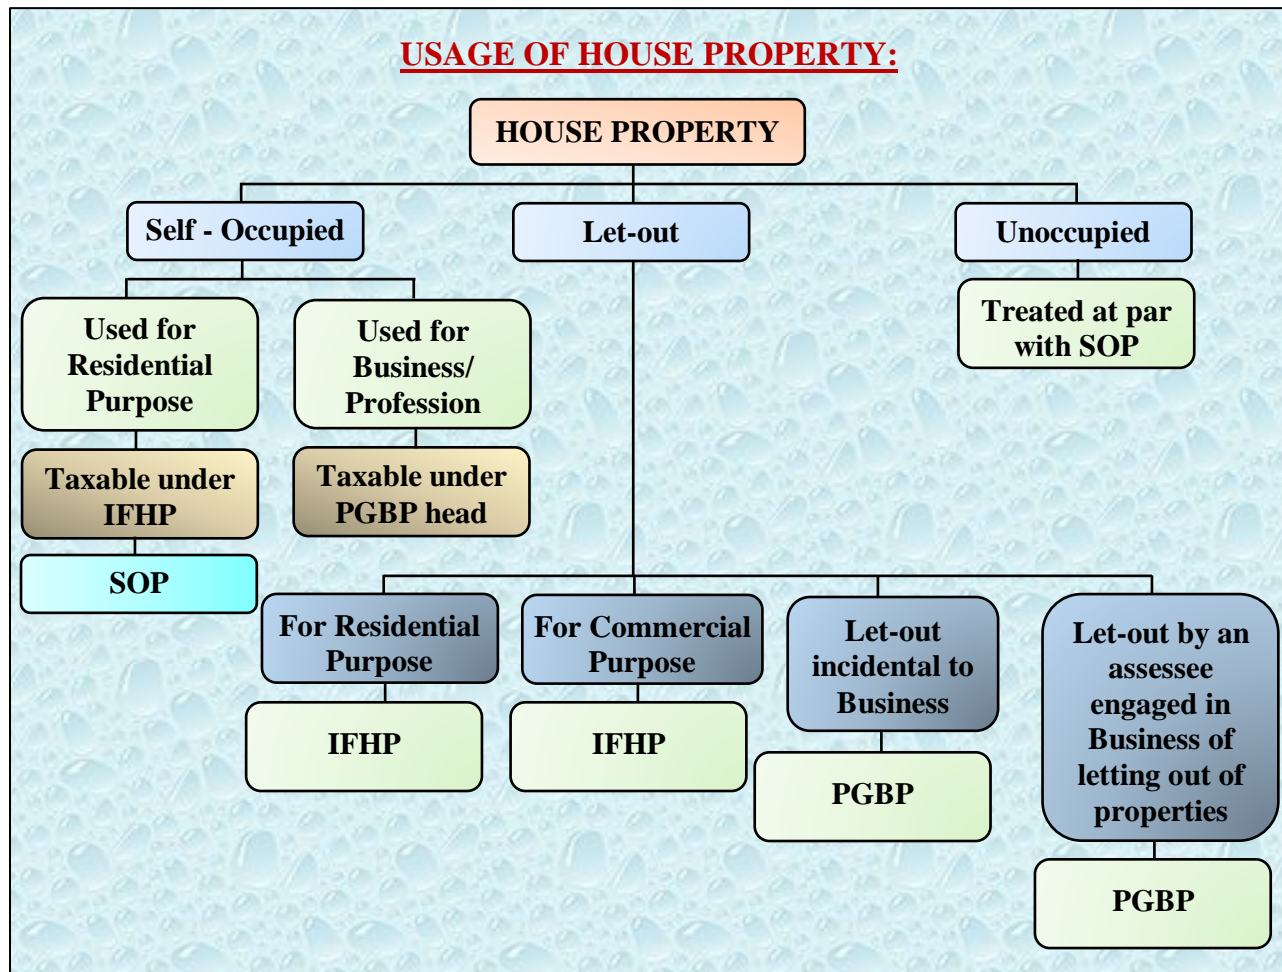 USAGE OF HOUSE PROPERTY:
HOUSE PROPERTY
Self - Occupied
Let-out
Unoccupied
Used for
Residential
Purpose
Used for
Business/
Profession
Treated at par
with SOP
Taxable under
IFHP
Taxable under
PGBP head
SOP
For Residential
Purpose
For Commercial
Purpose
Let-out
incidental to
Business
Let-out by an
assessee
engaged in
Business of
letting out of
properties
IFHP
IFHP
PGBP
PGBP